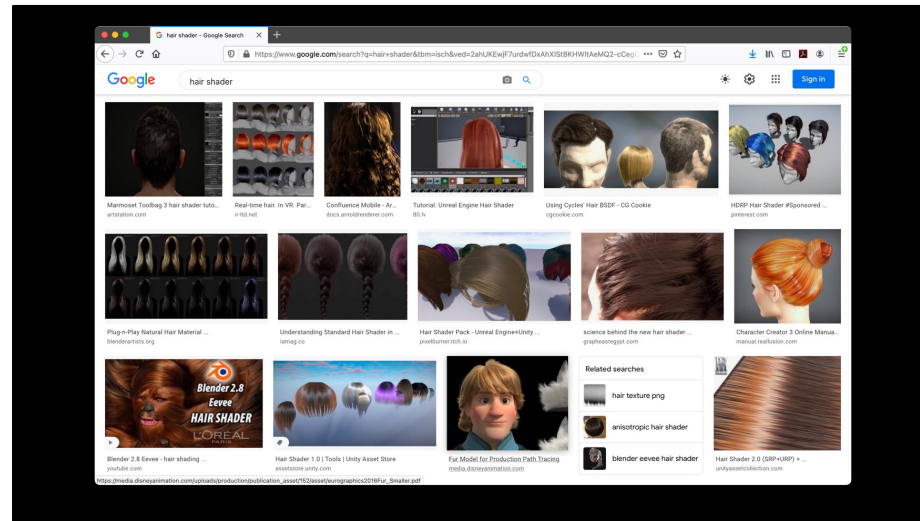 hair shader - Google Search
https://www.google.com/search?q=hair+shader&tbm=isch&ved=2ahUKEwjF7urdwfDxAhXlSt8KHWItAeMQ2-cCegQ
Google
hair shader
Sign in
Marmoset Toolbag 3 hair shader tuto...
artstation.com
Real-time hair. In VR. Par...
ir-ltd.net
Confluence Mobile - Ar...
docs.arnoldrenderer.com
Tutorial: Unreal Engine Hair Shader
80.lv
Using Cycles' Hair BSDF - CG Cookie
cgcookie.com
HDRP Hair Shader #Sponsored ...
pinterest.com
Plug-n-Play Natural Hair Material ...
blenderartists.org
Understanding Standard Hair Shader in ...
iamag.co
Hair Shader Pack - Unreal Engine+Unity ...
pixelburner.itch.io
science behind the new hair shader ...
grapheastegypt.com
Character Creator 3 Online Manua...
manual.reallusion.com
Blender 2.8
Eevee
HAIR SHADER
L'ORÉAL
PARIS
Blender 2.8 Eevee - hair shading ...
youtube.com
Hair Shader 1.0 | Tools | Unity Asset Store
assetstore.unity.com
Fur Model for Production Path Tracing
media.disneyanimation.com
Related searches
hair texture png
anisotropic hair shader
blender eevee hair shader
Hair Shader 2.0 (SRP+URP) + ...
unityassetcollection.com
https://media.disneyanimation.com/uploads/production/publication_asset/152/asset/eurographics2016Fur_Smaller.pdf